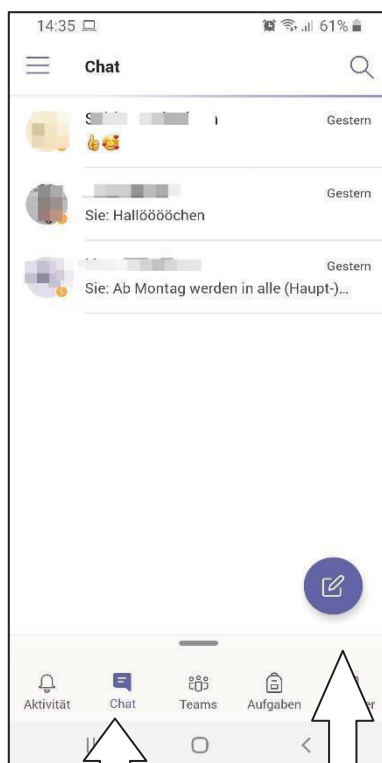 14:35 61%
Chat
Gestern
👍🥰
Gestern
Sie: Hallöööchen
Gestern
Sie: Ab Montag werden in alle (Haupt-)...
Aktivität Chat Teams Aufgaben